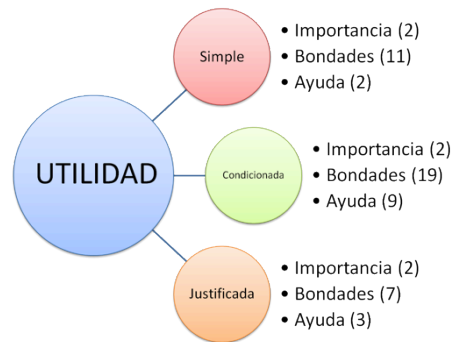 UTILIDAD
Simple
• Importancia (2)
• Bondades (11)
• Ayuda (2)
Condicionada
• Importancia (2)
• Bondades (19)
• Ayuda (9)
Justificada
• Importancia (2)
• Bondades (7)
• Ayuda (3)